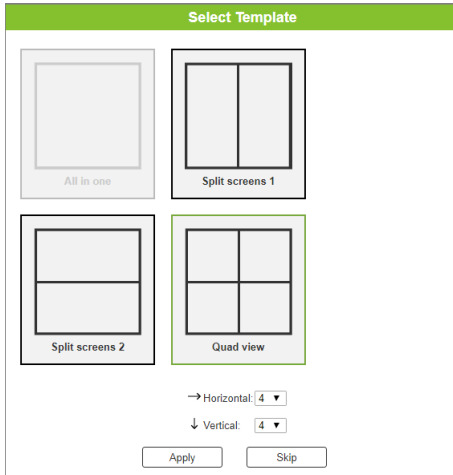 Select Template
All in one
Split screens 1
Split screens 2
Quad view
Horizontal: 4
Vertical: 4
Apply
Skip